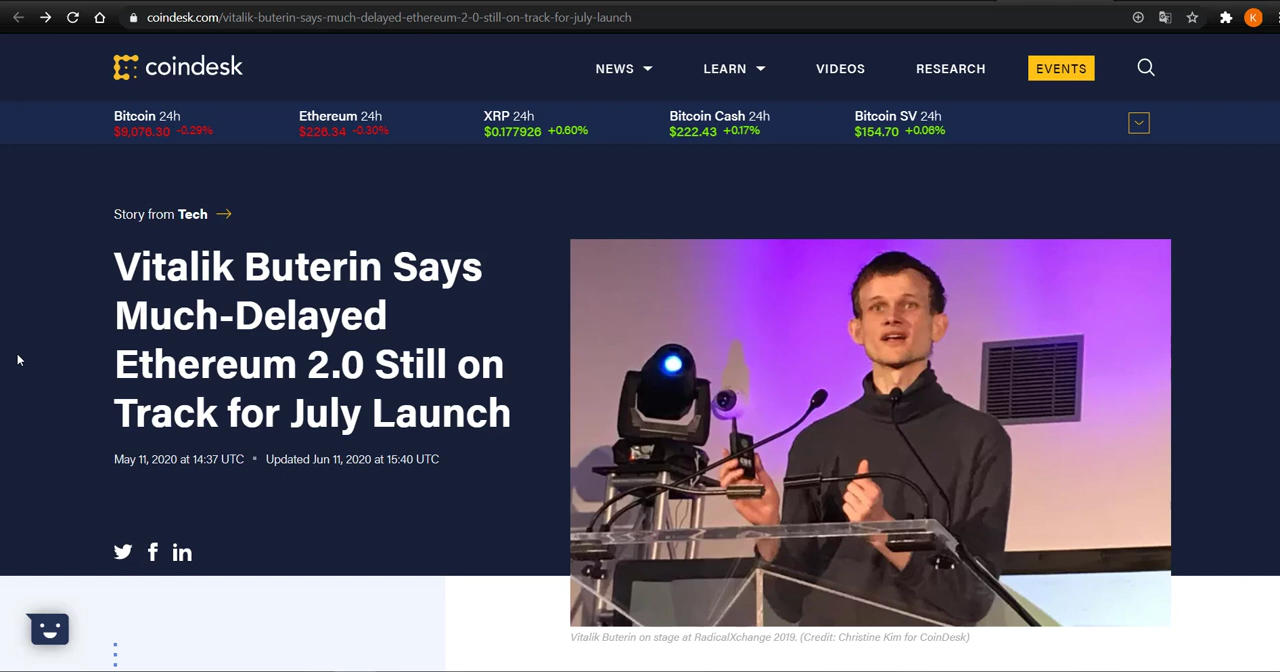 coindesk.com/vitalik-buterin-says-much-delayed-ethereum-2-0-still-on-track-for-july-launch
K
coindesk
NEWS LEARN VIDEOS RESEARCH EVENTS
Bitcoin 24h Ethereum 24h XRP 24h Bitcoin Cash 24h Bitcoin SV 24h
$9,076.30 -0.29% $226.34 -0.30% $0.177926 +0.60% $222.43 +0.17% $154.70 +0.06%
Story from Tech
Vitalik Buterin Says
Much-Delayed
Ethereum 2.0 Still on
Track for July Launch
May 11, 2020 at 14:37 UTC ▪ Updated Jun 11, 2020 at 15:40 UTC
Vitalik Buterin on stage at RadicalXchange 2019. (Credit: Christine Kim for CoinDesk)